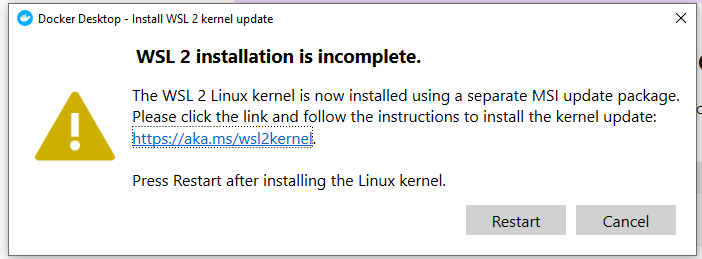 Docker Desktop - Install WSL 2 kernel update
WSL 2 installation is incomplete.
The WSL 2 Linux kernel is now installed using a separate MSI update package.
Please click the link and follow the instructions to install the kernel update:
https://aka.ms/wsl2kernel.
Press Restart after installing the Linux kernel.
Restart Cancel